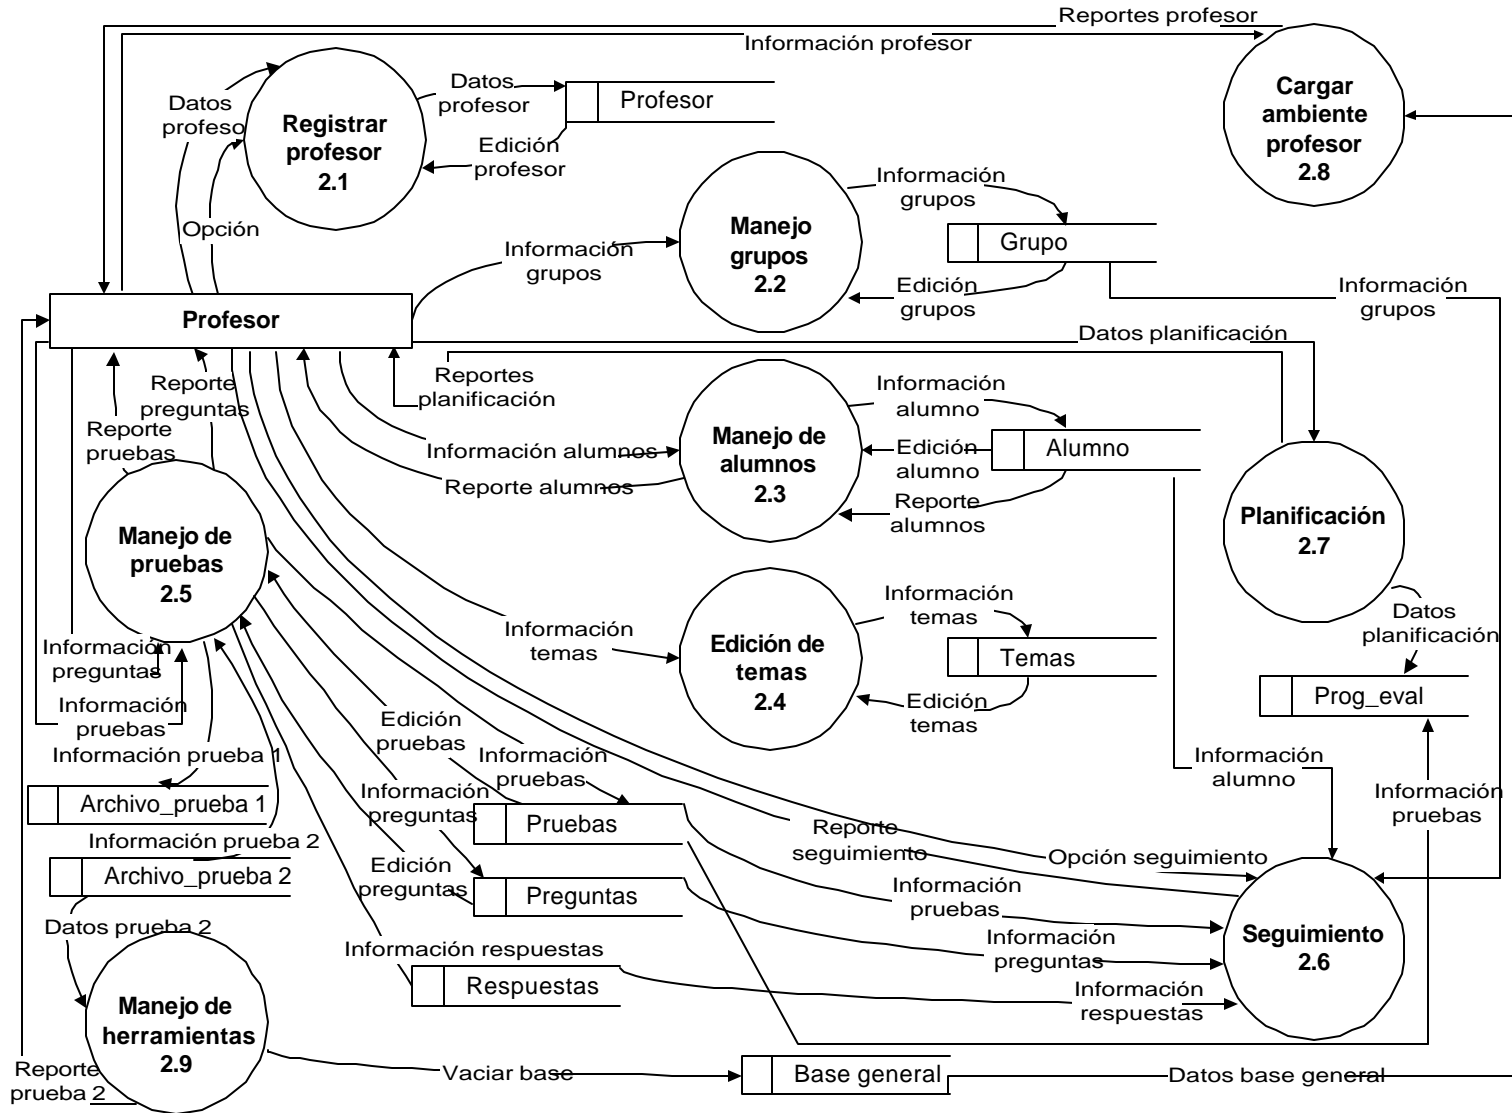 Reportes profesor
Información profesor
Datos
profeso
Registrar
profesor
2.1
Datos
profesor
Edición
profesor
Profesor
Cargar
ambiente
profesor
2.8
Opción
Información
grupos
Manejo
grupos
2.2
Información
grupos
Grupo
Edición
grupos
Información
grupos
Profesor
Datos planificación
Reporte
preguntas
Reportes
planificación
Reporte
pruebas
Información alumnos
Reporte alumnos
Manejo de
alumnos
2.3
Información
alumno
Edición
alumno
Reporte
alumnos
Alumno
Planificación
2.7
Manejo de
pruebas
2.5
Información
temas
Edición de
temas
2.4
Información
temas
Temas
Edición
temas
Datos
planificación
Prog_eval
Información
preguntas
Información
pruebas
Información prueba 1
Archivo_prueba 1
Información prueba 2
Archivo_prueba 2
Datos prueba 2
Edición
pruebas
Información
pruebas
Información
preguntas
Pruebas
Edición
preguntas
Preguntas
Información respuestas
Respuestas
Reporte
seguimiento
Opción seguimiento
Información
alumno
Información
pruebas
Información
pruebas
Información
preguntas
Información
respuestas
Seguimiento
2.6
Manejo de
herramientas
2.9
Reporte
prueba 2
Vaciar base
Base general
Datos base general